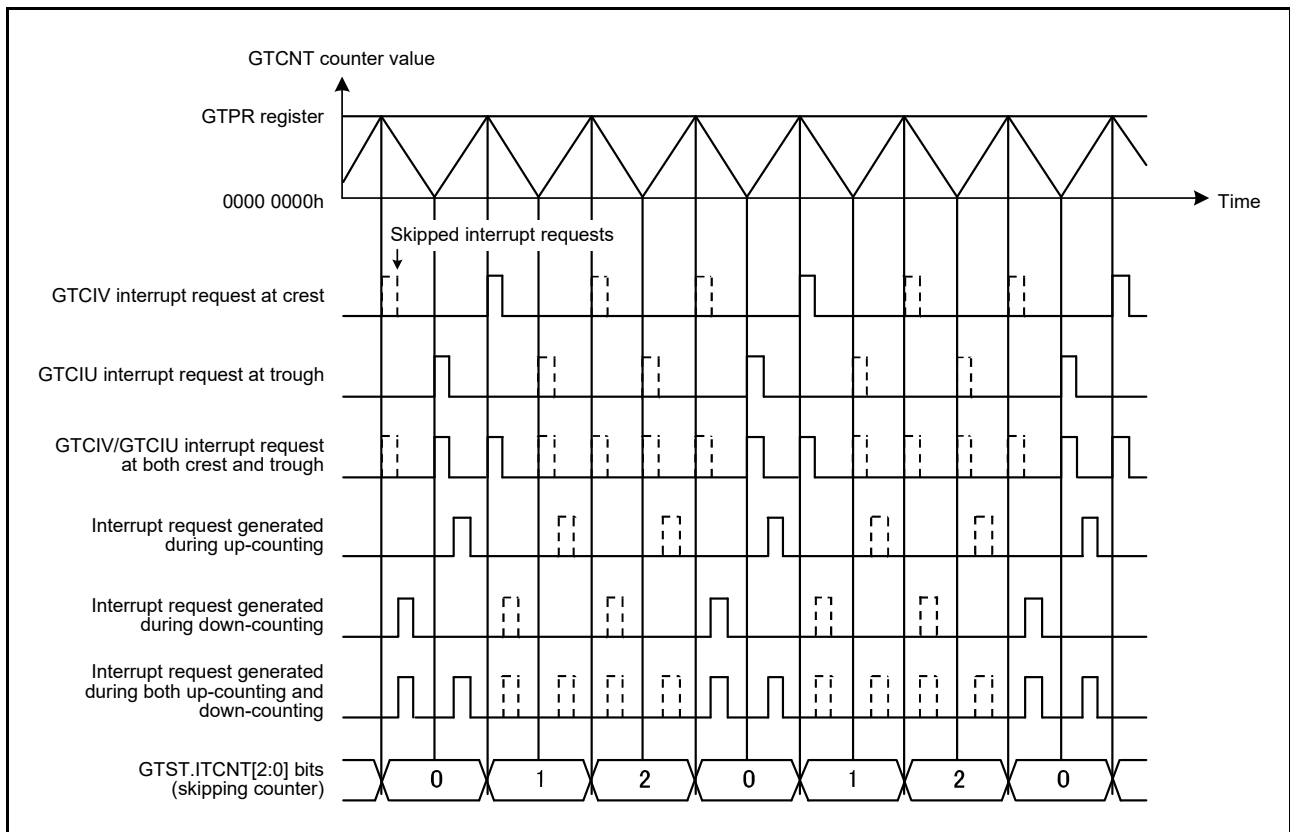 GTCNT counter value
GTPR register
0000 0000h
Time
Skipped interrupt requests
GTCIV interrupt request at crest
GTCIU interrupt request at trough
GTCIV/GTCIU interrupt request
at both crest and trough
Interrupt request generated
during up-counting
Interrupt request generated
during down-counting
Interrupt request generated
during both up-counting and
down-counting
GTST.ITCNT[2:0] bits
(skipping counter)
0 1 2 0 1 2 0